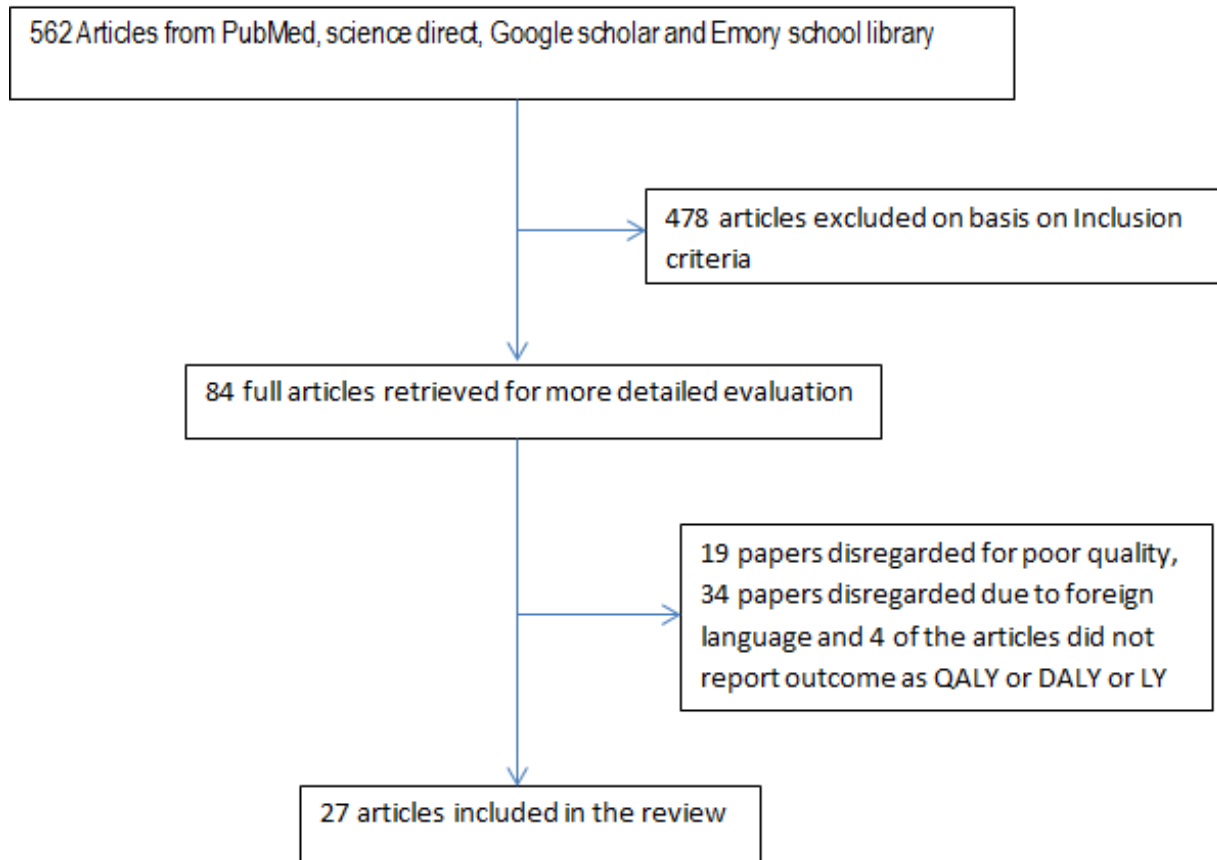 562 Articles from PubMed, science direct, Google scholar and Emory school library
478 articles excluded on basis on Inclusion
criteria
84 full articles retrieved for more detailed evaluation
19 papers disregarded for poor quality,
34 papers disregarded due to foreign
language and 4 of the articles did not
report outcome as QALY or DALY or LY
27 articles included in the review